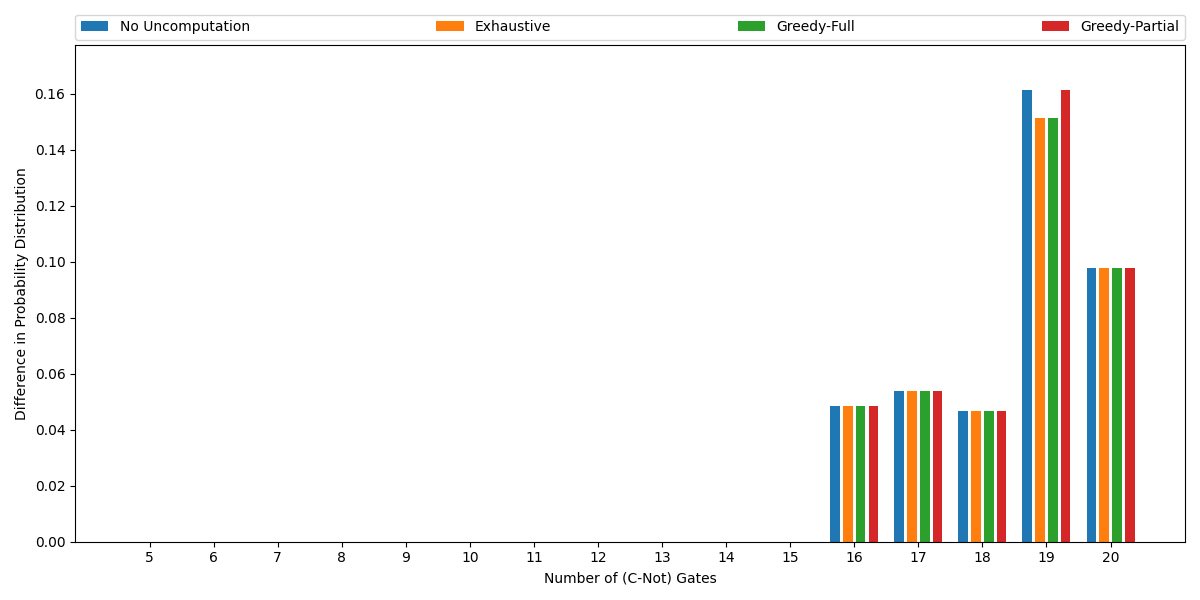 No Uncomputation Exhaustive Greedy-Full Greedy-Partial
0.16
0.14
0.12
0.10
0.08
0.06
0.04
0.02
0.00
Difference in Probability Distribution
5 6 7 8 9 10 11 12 13 14 15 16 17 18 19 20
Number of (C-Not) Gates